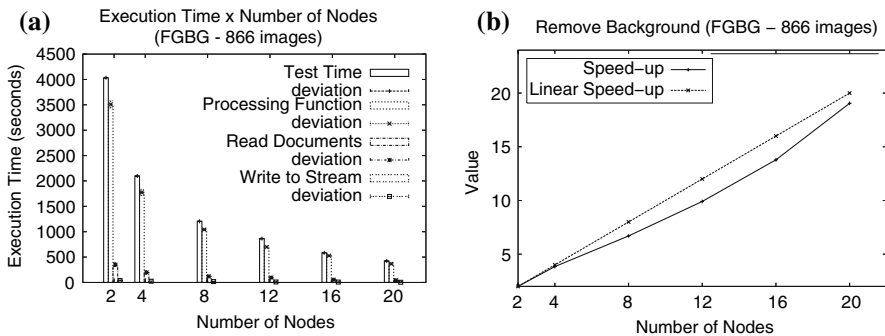 (a)
Execution Time x Number of Nodes
(FGBG - 866 images)
Execution Time (seconds)
4500
4000
3500
3000
2500
2000
1500
1000
500
0
Test Time
deviation
Processing Function
deviation
Read Documents
deviation
Write to Stream
deviation
2 4 8 12 16 20
Number of Nodes
(b)
Remove Background (FGBG – 866 images)
Value
20
15
10
5
Speed-up
Linear Speed-up
2 4 8 12 16 20
Number of Nodes